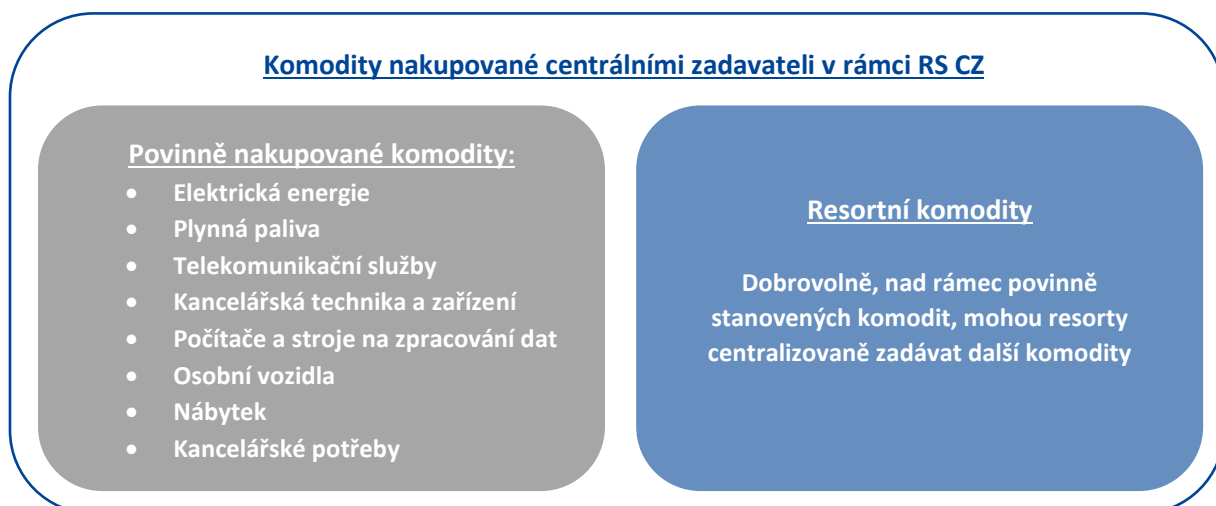 Komodity nakupované centrálními zadavateli v rámci RS CZ
Povinně nakupované komodity:
• Elektrická energie
• Plynná paliva
• Telekomunikační služby
• Kancelářská technika a zařízení
• Počítače a stroje na zpracování dat
• Osobní vozidla
• Nábytek
• Kancelářské potřeby
Resortní komodity
Dobrovolně, nad rámec povinně
stanovených komodit, mohou resorty
centralizovaně zadávat další komodity